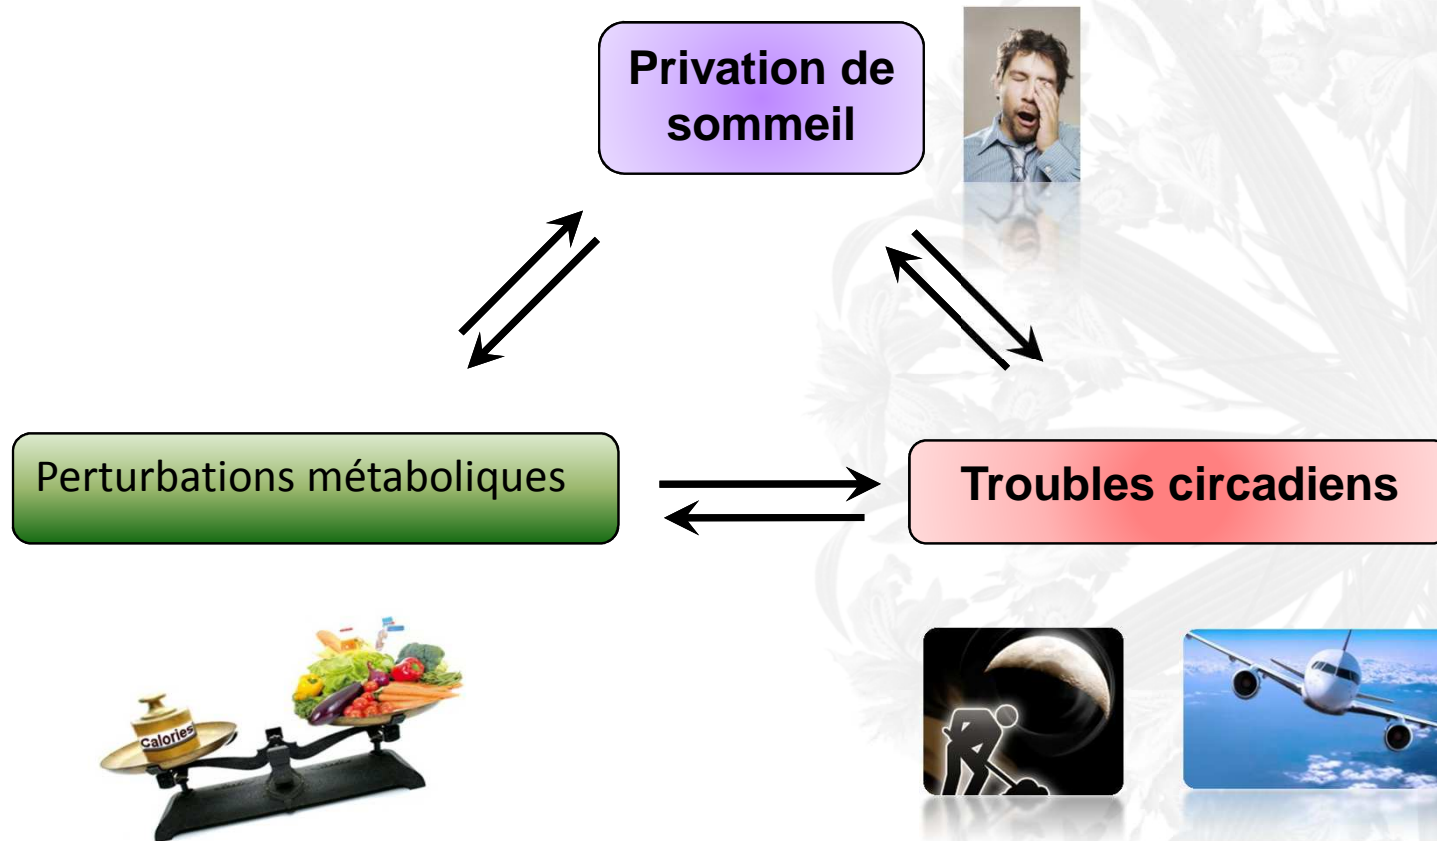 Privation de
sommeil
Perturbations métaboliques
Troubles circadiens
Calories